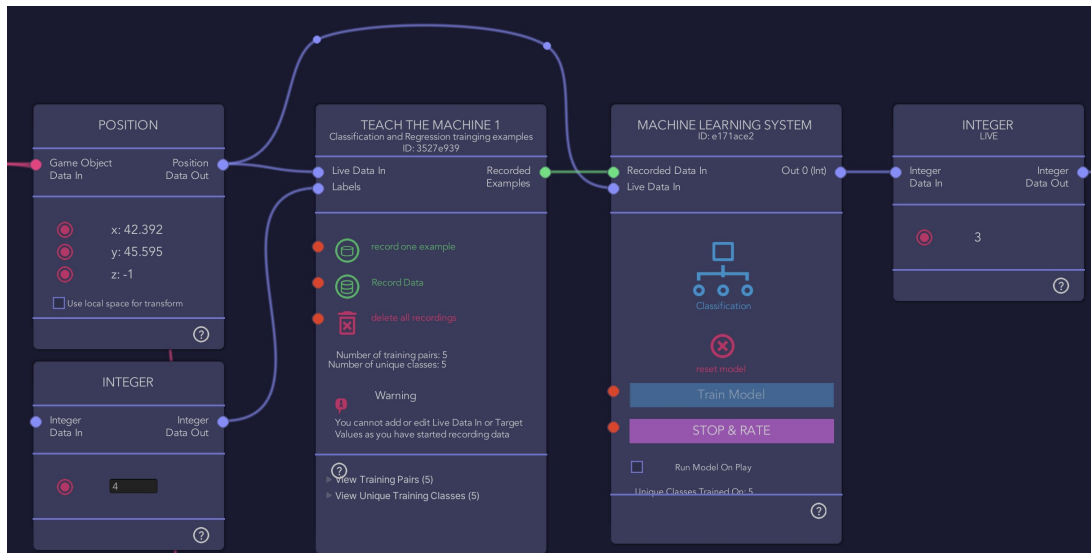 POSITION
Game Object
Data In
Position
Data Out
x: 42.392
y: 45.595
z: -1
Use local space for transform
?
INTEGER
Integer
Data In
Integer
Data Out
4
?
TEACH THE MACHINE 1
Classification and Regression trainging examples
ID: 3527e939
Live Data In
Labels
Recorded
Examples
record one example
Record Data
delete all recordings
Number of training pairs: 5
Number of unique classes: 5
Warning
You cannot add or edit Live Data In or Target
Values as you have started recording data
?
View Training Pairs (5)
View Unique Training Classes (5)
MACHINE LEARNING SYSTEM
ID: e171ace2
Recorded Data In
Live Data In
Out 0 (Int)
Classification
reset model
Train Model
STOP & RATE
Run Model On Play
Unique Classes Trained On: 5
?
INTEGER
LIVE
Integer
Data In
Integer
Data Out
3
?